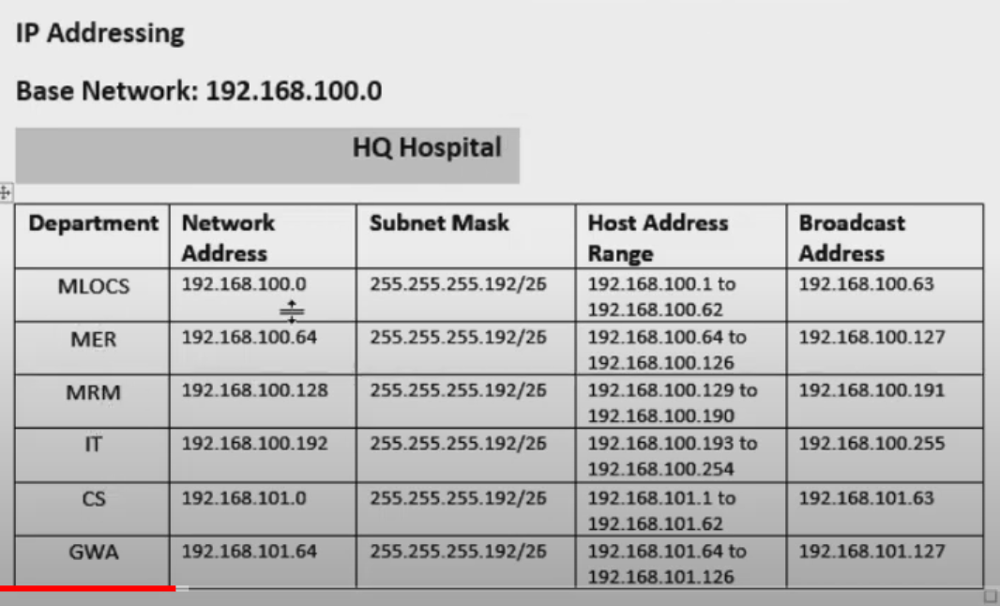 IP Addressing
Base Network: 192.168.100.0
HQ Hospital
Department Network Address Subnet Mask Host Address Range Broadcast Address
MLOCS 192.168.100.0 255.255.255.192/26 192.168.100.1 to 192.168.100.62 192.168.100.63
MER 192.168.100.64 255.255.255.192/26 192.168.100.64 to 192.168.100.126 192.168.100.127
MRM 192.168.100.128 255.255.255.192/26 192.168.100.129 to 192.168.100.190 192.168.100.191
IT 192.168.100.192 255.255.255.192/26 192.168.100.193 to 192.168.100.254 192.168.100.255
CS 192.168.101.0 255.255.255.192/26 192.168.101.1 to 192.168.101.62 192.168.101.63
GWA 192.168.101.64 255.255.255.192/26 192.168.101.64 to 192.168.101.126 192.168.101.127